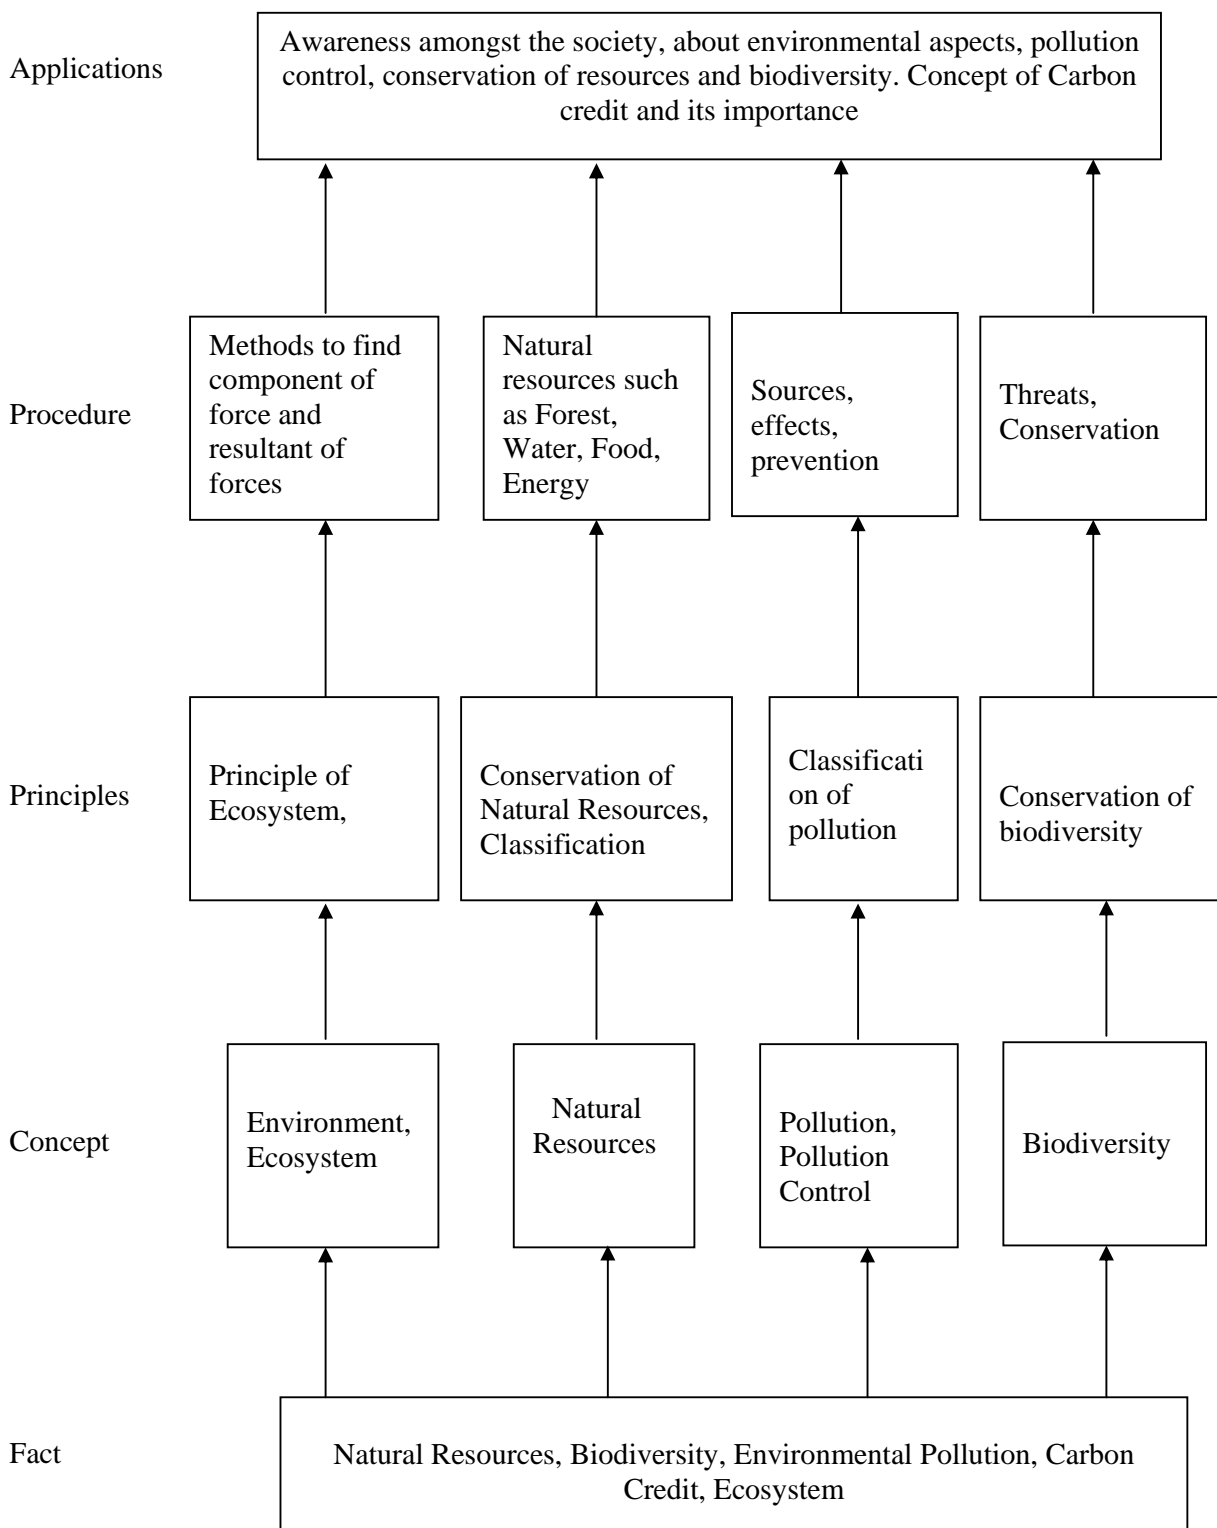 Applications
Awareness amongst the society, about environmental aspects, pollution
control, conservation of resources and biodiversity. Concept of Carbon
credit and its importance
Procedure
Methods to find
component of
force and
resultant of
forces
Natural
resources such
as Forest,
Water, Food,
Energy
Sources,
effects,
prevention
Threats,
Conservation
Principles
Principle of
Ecosystem,
Conservation of
Natural Resources,
Classification
Classificati
on of
pollution
Conservation of
biodiversity
Concept
Environment,
Ecosystem
Natural
Resources
Pollution,
Pollution
Control
Biodiversity
Fact
Natural Resources, Biodiversity, Environmental Pollution, Carbon
Credit, Ecosystem